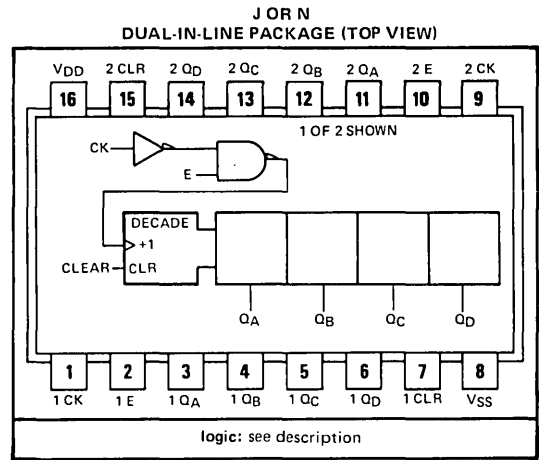 J OR N
DUAL-IN-LINE PACKAGE (TOP VIEW)
VDD 2 CLR 2 QD 2 QC 2 QB 2 QA 2 E 2 CK
16 15 14 13 12 11 10 9
1 OF 2 SHOWN
CK
E
DECADE
+1
CLEAR CLR
QA QB QC QD
1 2 3 4 5 6 7 8
1 CK 1 E 1 QA 1 QB 1 QC 1 QD 1 CLR VSS
logic: see description